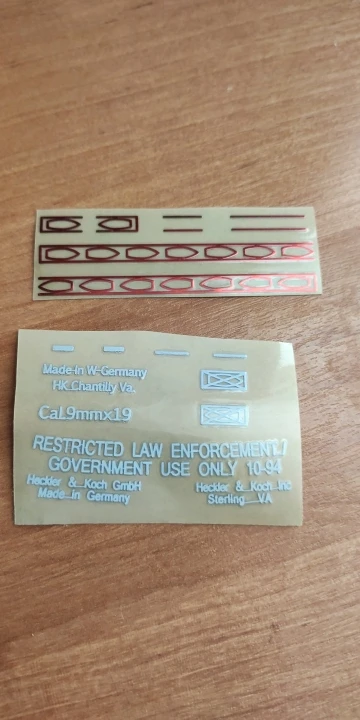 Made in W-Germany
HK Chantilly Va.
Cal.9mmx19
RESTRICTED LAW ENFORCEMENT/
GOVERNMENT USE ONLY 10-94
Heckler & Koch GmbH
Made in Germany
Heckler & Koch Inc
Sterling VA